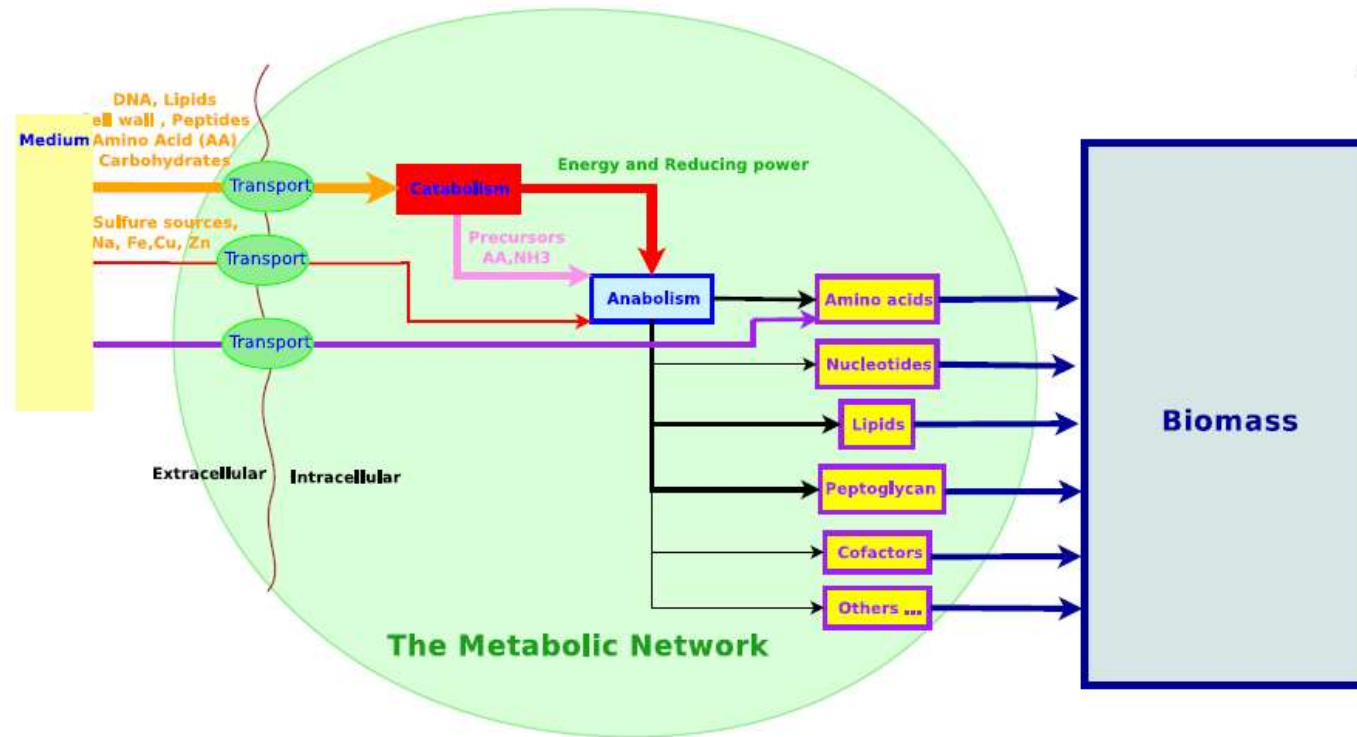 DNA, Lipids
ell wall , Peptides
Medium
Amino Acid (AA)
Carbohydrates
Transport
Catabolism
Energy and Reducing power
Sulfure sources,
Na, Fe,Cu, Zn
Transport
Precursors
AA,NH3
Anabolism
Amino acids
Transport
Nucleotides
Lipids
Biomass
Extracellular
Intracellular
Peptoglycan
Cofactors
Others ...
The Metabolic Network